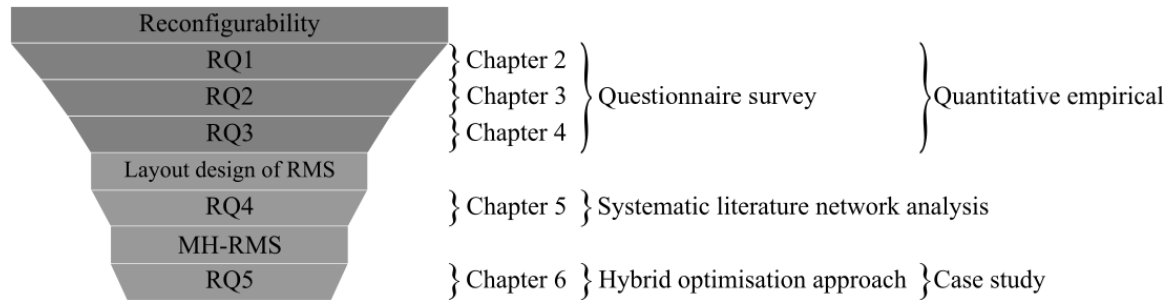 Reconfigurability
RQ1 } Chapter 2
RQ2 } Chapter 3 } Questionnaire survey } Quantitative empirical
RQ3 } Chapter 4
Layout design of RMS
RQ4 } Chapter 5 } Systematic literature network analysis
MH-RMS
RQ5 } Chapter 6 } Hybrid optimisation approach } Case study